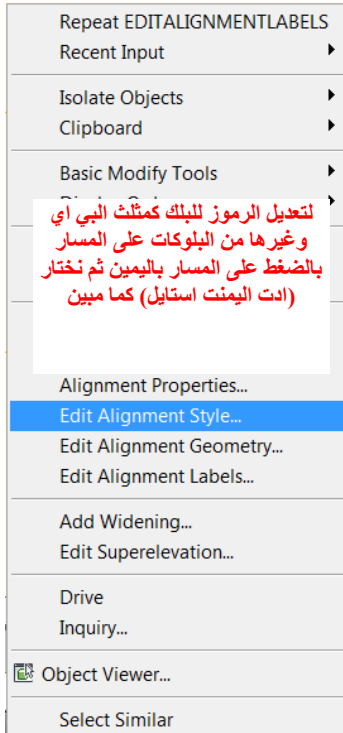 Repeat EDITALIGNMENTLABELS
Recent Input
Isolate Objects
Clipboard
Basic Modify Tools
لتعديل الرموز للبلك كمثلث البي اي
وغيرها من البلوكات على المسار
بالضغط على المسار باليمين ثم نختار
(ادت اليمنت استايل) كما مبين
Alignment Properties...
Edit Alignment Style...
Edit Alignment Geometry...
Edit Alignment Labels...
Add Widening...
Edit Superelevation...
Drive
Inquiry...
Object Viewer...
Select Similar